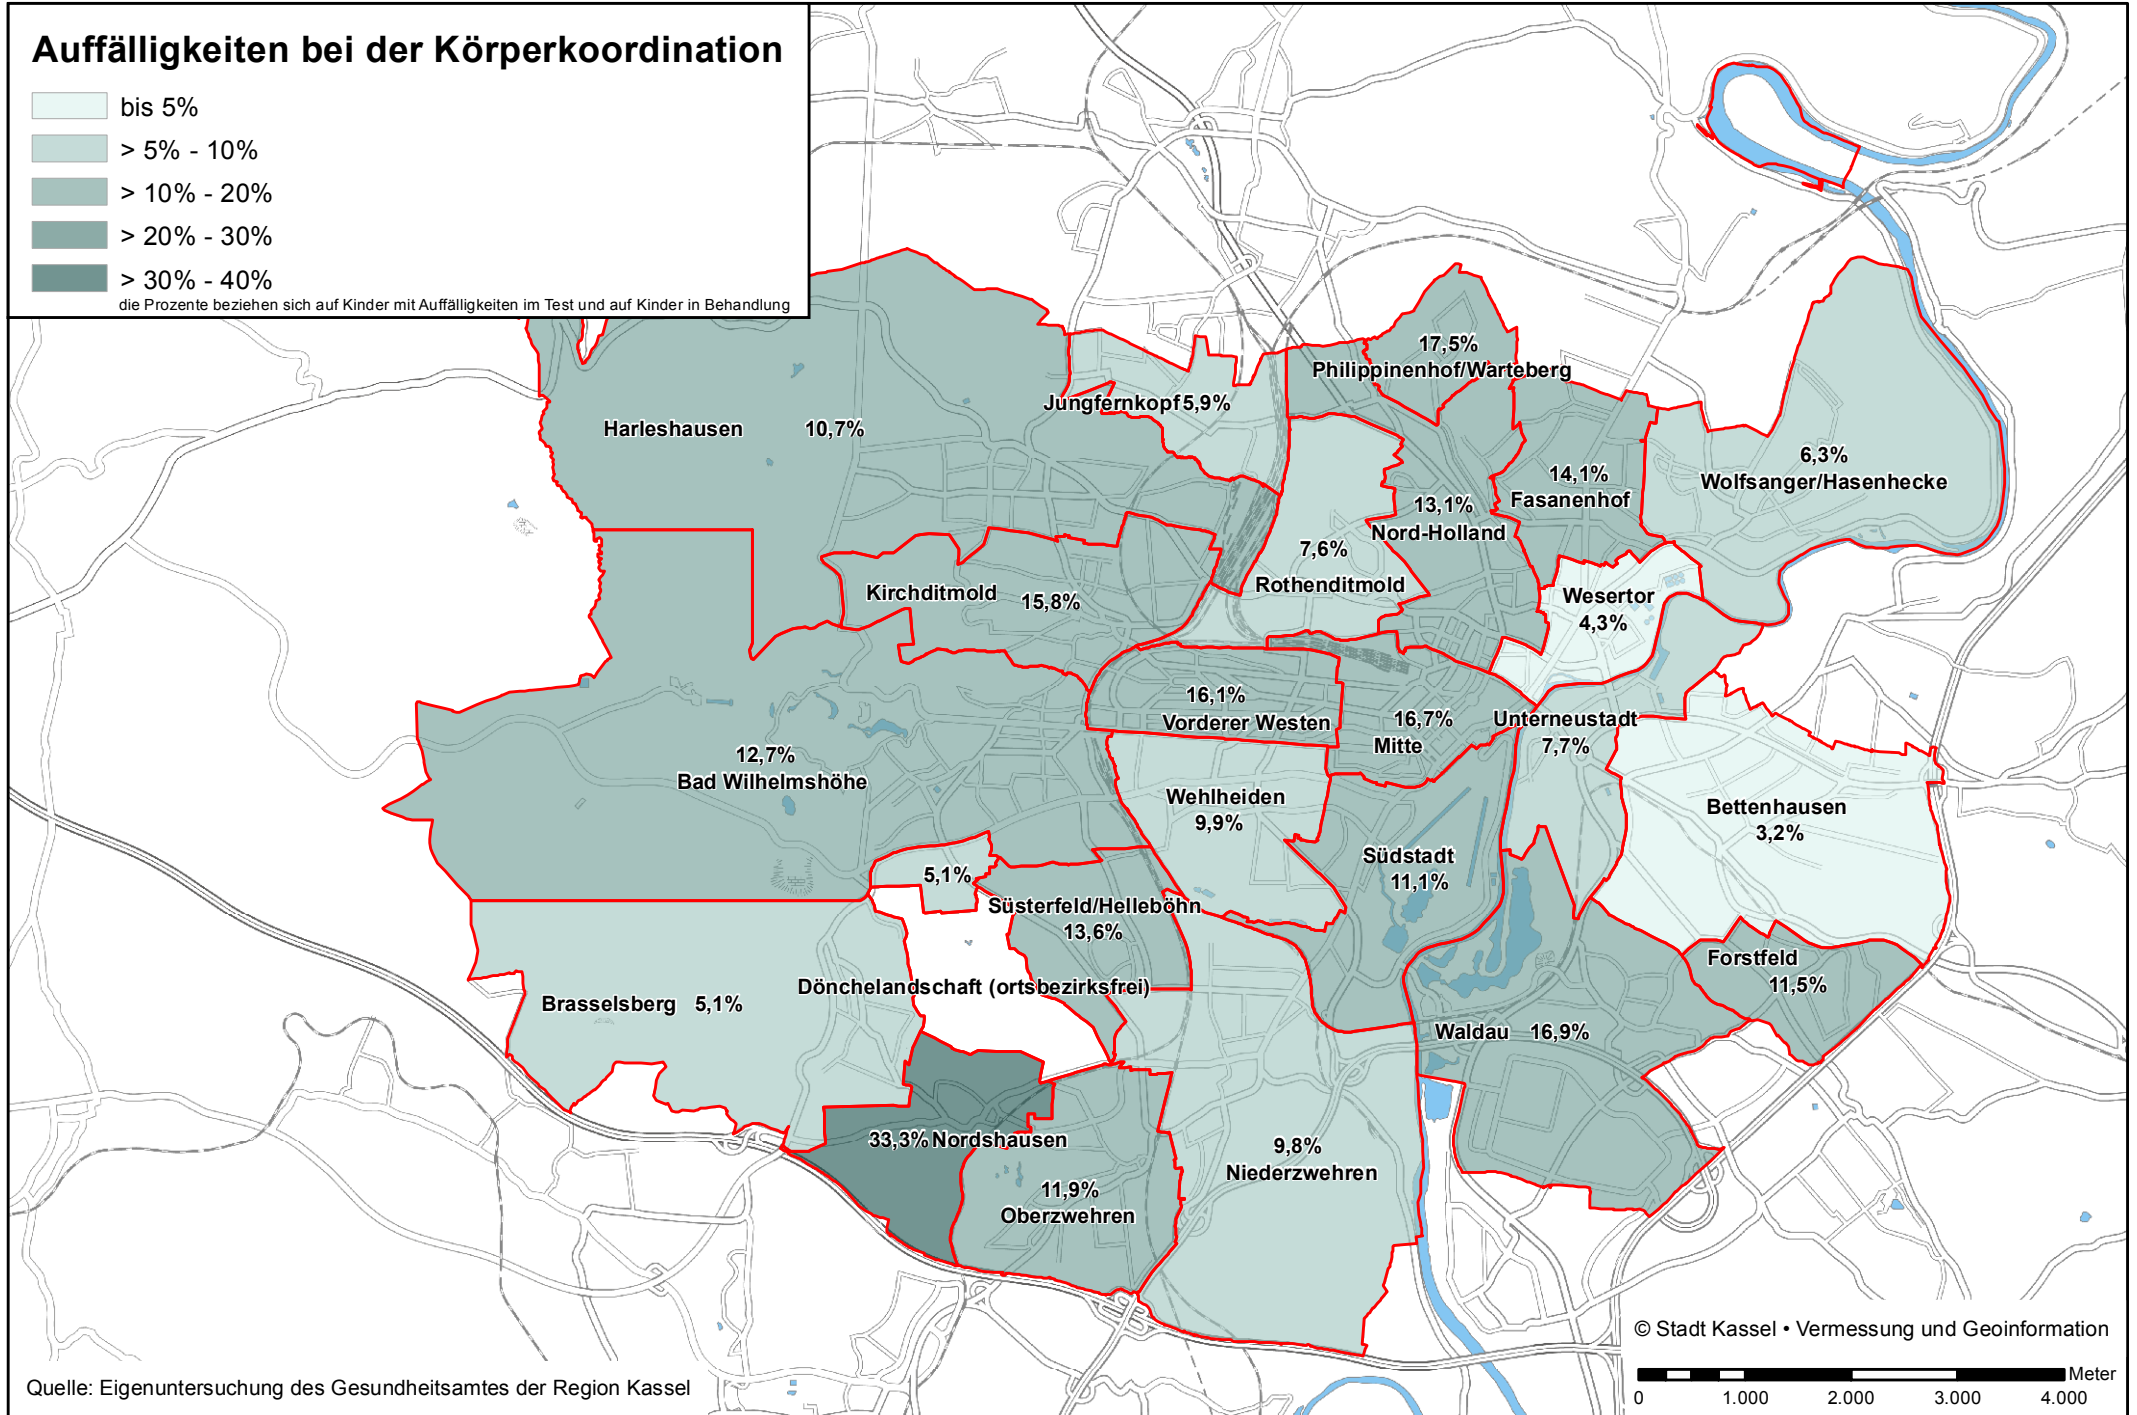 Auffälligkeiten bei der Körperkoordination
bis 5%
> 5% - 10%
> 10% - 20%
> 20% - 30%
> 30% - 40%
die Prozente beziehen sich auf Kinder mit Auffälligkeiten im Test und auf Kinder in Behandlung
17,5%
Philippinenhof/Warteberg
Jungfernkopf 5,9%
Harleshausen 10,7%
6,3%
Wolfsanger/Hasenhecke
14,1%
Fasanenhof
13,1%
Nord-Holland
7,6%
Rothenditmold
Kirchditmold 15,8%
Wesertor
4,3%
16,1%
Vorderer Westen
16,7%
Mitte
Unterneustadt
7,7%
12,7%
Bad Wilhelmshöhe
Wehlheiden
9,9%
Bettenhausen
3,2%
Südstadt
11,1%
5,1%
Süsterfeld/Helleböhn
13,6%
Forstfeld
11,5%
Dönchelandschaft (ortsbezirksfrei)
Brasselsberg 5,1%
Waldau 16,9%
33,3% Nordshausen
9,8%
Niederzwehren
11,9%
Oberzwehren
© Stadt Kassel • Vermessung und Geoinformation
Meter
0 1.000 2.000 3.000 4.000
Quelle: Eigenuntersuchung des Gesundheitsamtes der Region Kassel